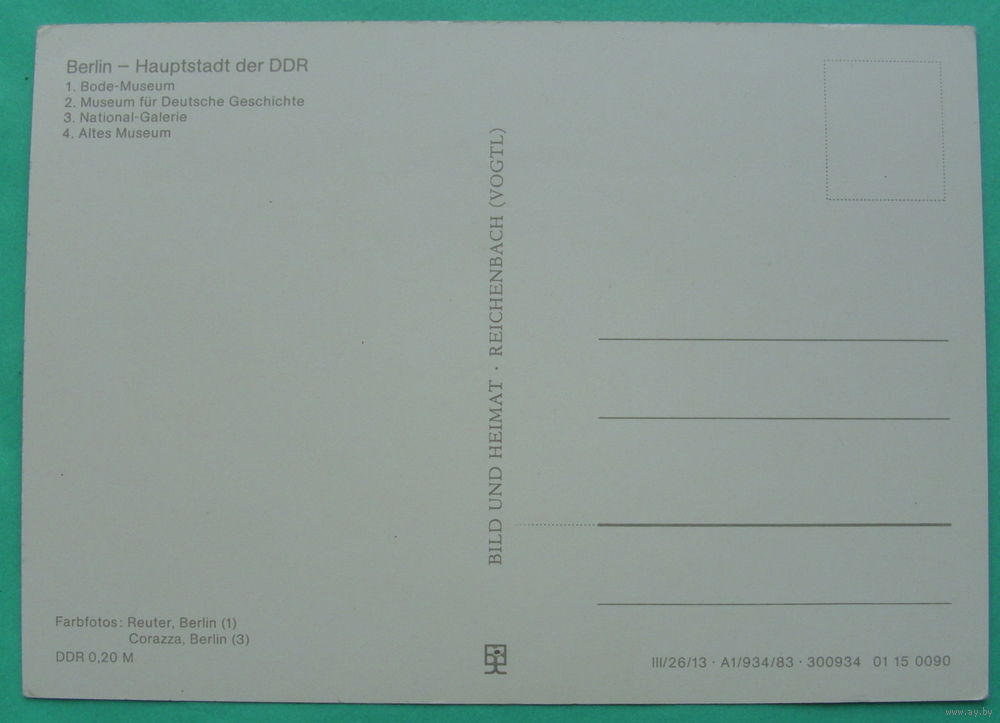 Berlin – Hauptstadt der DDR
1. Bode-Museum
2. Museum für Deutsche Geschichte
3. National-Galerie
4. Altes Museum
BILD UND HEIMAT · REICHENBACH (VOGTL)
Farbfotos: Reuter, Berlin (1)
Corazza, Berlin (3)
DDR 0,20 M
III/26/13 · A1/934/83 · 300934 01 15 0090
www.ay.by